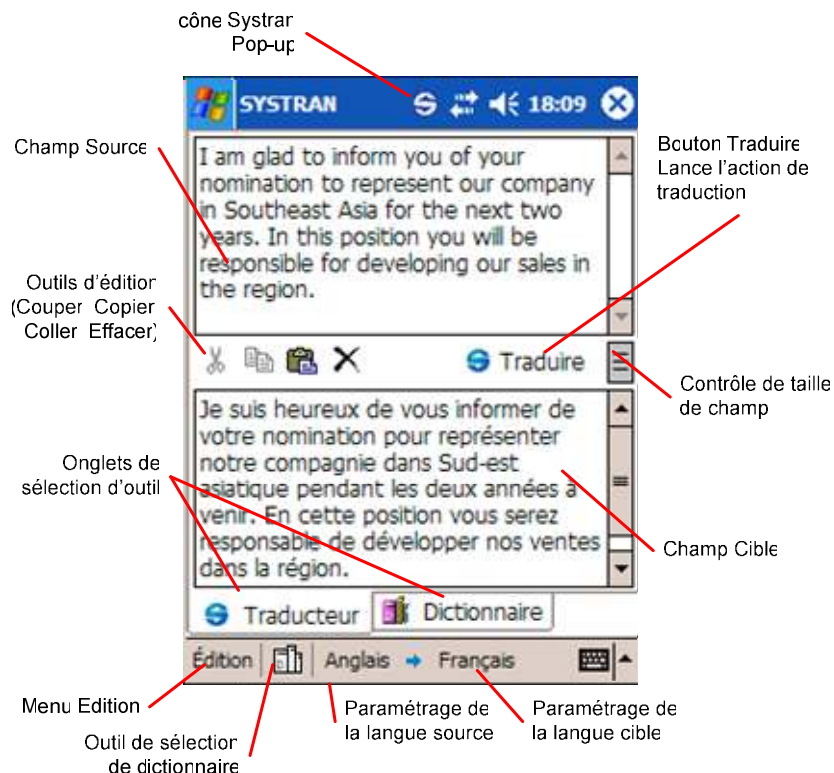 cône Systran
Pop-up
SYSTRAN
18:09
Champ Source
I am glad to inform you of your
nomination to represent our company
in Southeast Asia for the next two
years. In this position you will be
responsible for developing our sales in
the region.
Bouton Traduire
Lance l'action de
traduction
Outils d'édition
(Couper Copier
Coller Effacer)
Traduire
Contrôle de taille
de champ
Je suis heureux de vous informer de
votre nomination pour représenter
notre compagnie dans Sud-est
asiatique pendant les deux années à
venir. En cette position vous serez
responsable de développer nos ventes
dans la région.
Onglets de
sélection d'outil
Champ Cible
Traducteur
Dictionnaire
Édition
Anglais
Français
Menu Edition
Outil de sélection
de dictionnaire
Paramétrage de
la langue source
Paramétrage de
la langue cible